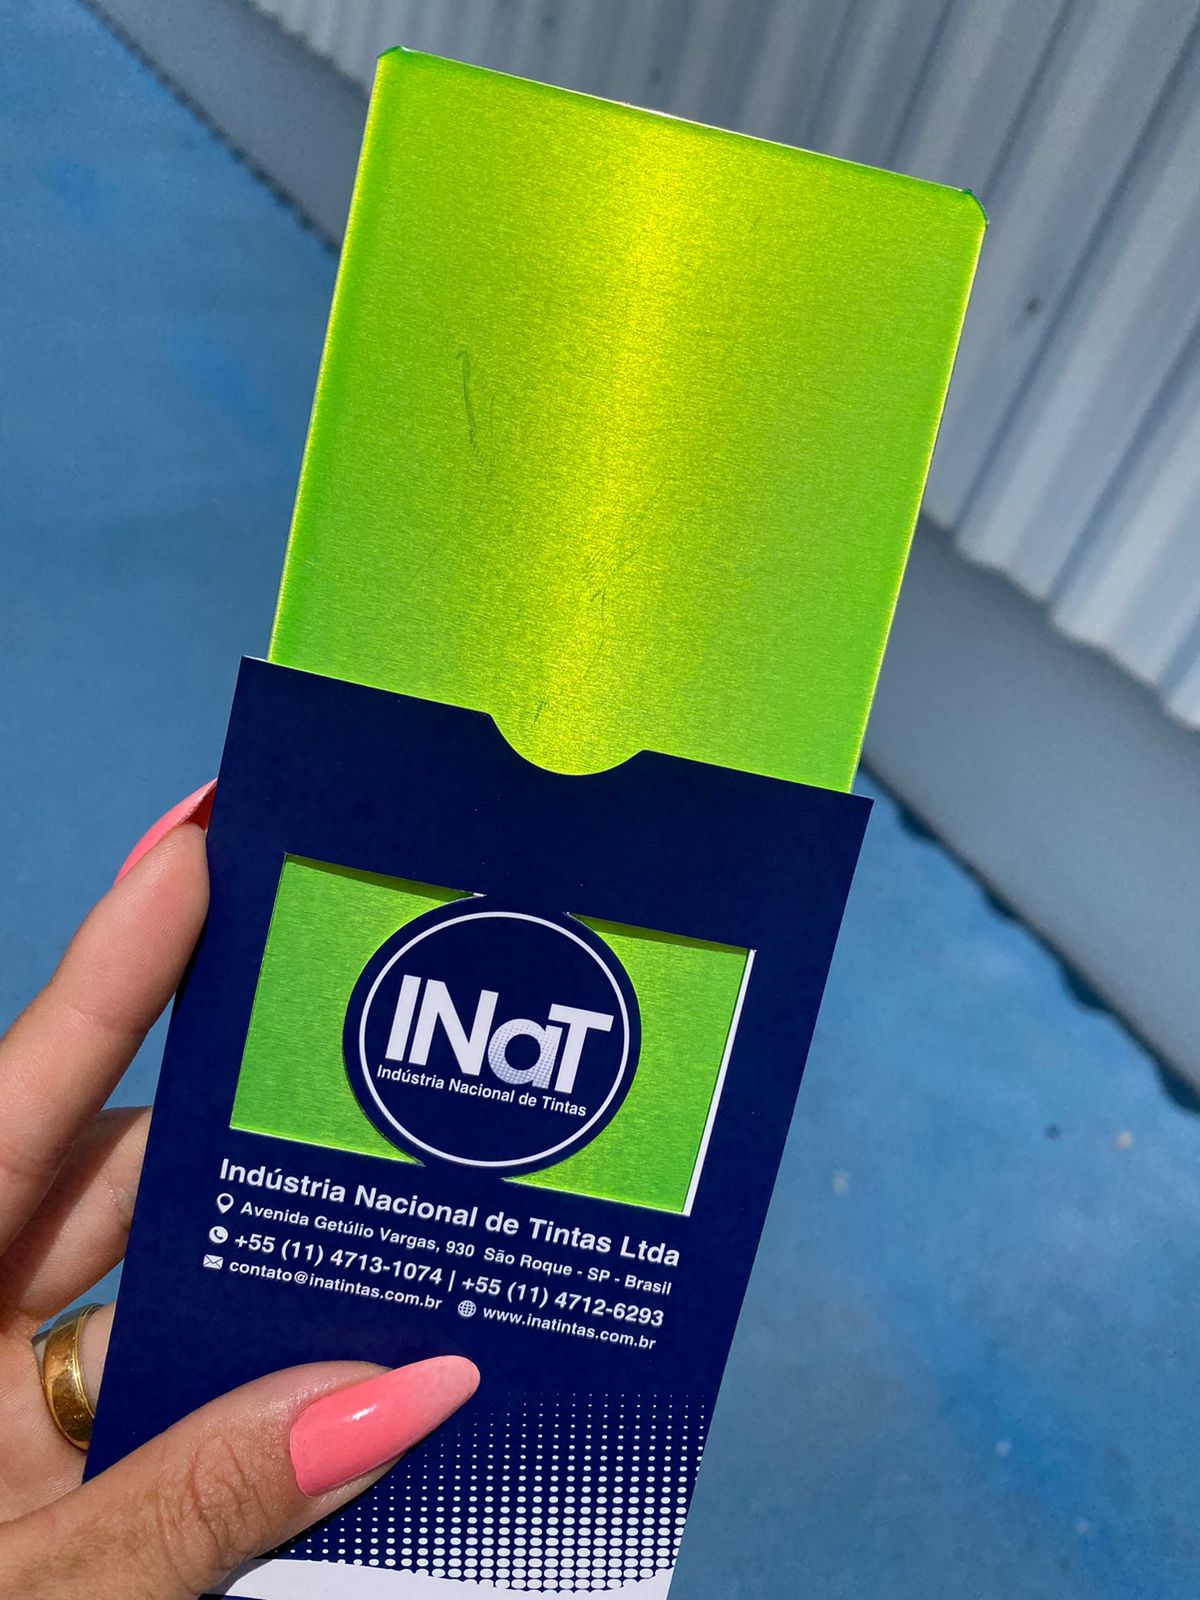 INaT
Indústria Nacional de Tintas
Indústria Nacional de Tintas Ltda
Avenida Getúlio Vargas, 930 São Roque - SP - Brasil
+55 (11) 4713-1074 | +55 (11) 4712-6293
contato@inatintas.com.br www.inatintas.com.br